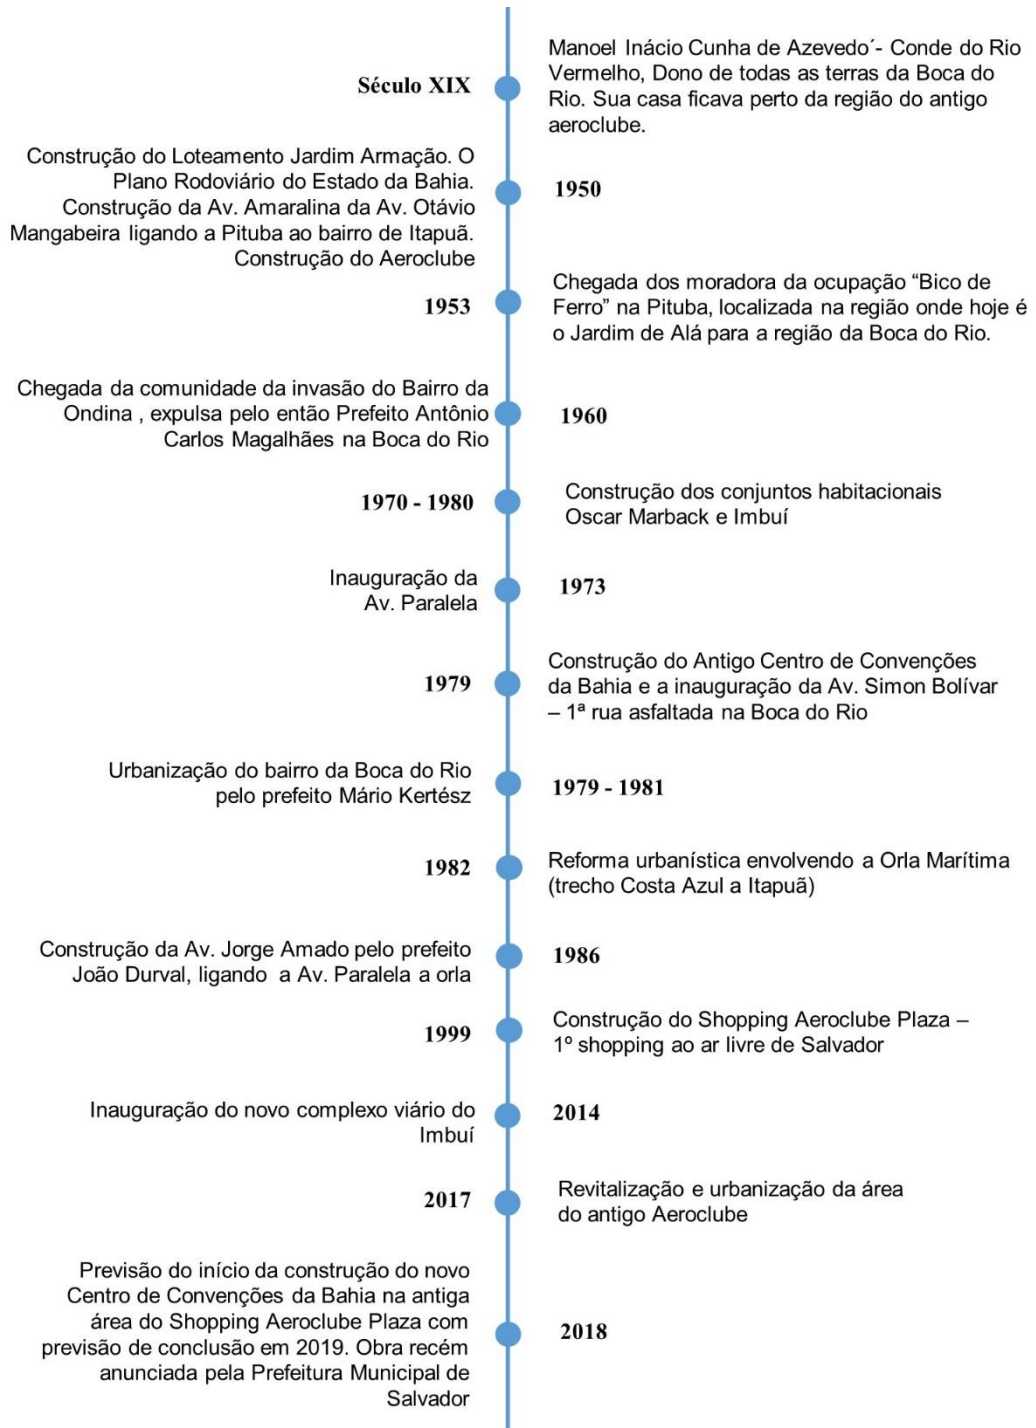 Século XIX
Manoel Inácio Cunha de Azevedo´- Conde do Rio
Vermelho, Dono de todas as terras da Boca do
Rio. Sua casa ficava perto da região do antigo
aeroclube.
Construção do Loteamento Jardim Armação. O
Plano Rodoviário do Estado da Bahia.
Construção da Av. Amaralina da Av. Otávio
Mangabeira ligando a Pituba ao bairro de Itapuã.
Construção do Aeroclube
1950
1953
Chegada dos moradora da ocupação “Bico de
Ferro” na Pituba, localizada na região onde hoje é
o Jardim de Alá para a região da Boca do Rio.
Chegada da comunidade da invasão do Bairro da
Ondina , expulsa pelo então Prefeito Antônio
Carlos Magalhães na Boca do Rio
1960
1970 - 1980
Construção dos conjuntos habitacionais
Oscar Marback e Imbuí
Inauguração da
Av. Paralela
1973
1979
Construção do Antigo Centro de Convenções
da Bahia e a inauguração da Av. Simon Bolívar
– 1ª rua asfaltada na Boca do Rio
Urbanização do bairro da Boca do Rio
pelo prefeito Mário Kertész
1979 - 1981
1982
Reforma urbanística envolvendo a Orla Marítima
(trecho Costa Azul a Itapuã)
Construção da Av. Jorge Amado pelo prefeito
João Durval, ligando a Av. Paralela a orla
1986
1999
Construção do Shopping Aeroclube Plaza –
1º shopping ao ar livre de Salvador
Inauguração do novo complexo viário do
Imbuí
2014
2017
Revitalização e urbanização da área
do antigo Aeroclube
Previsão do início da construção do novo
Centro de Convenções da Bahia na antiga
área do Shopping Aeroclube Plaza com
previsão de conclusão em 2019. Obra recém
anunciada pela Prefeitura Municipal de
Salvador
2018